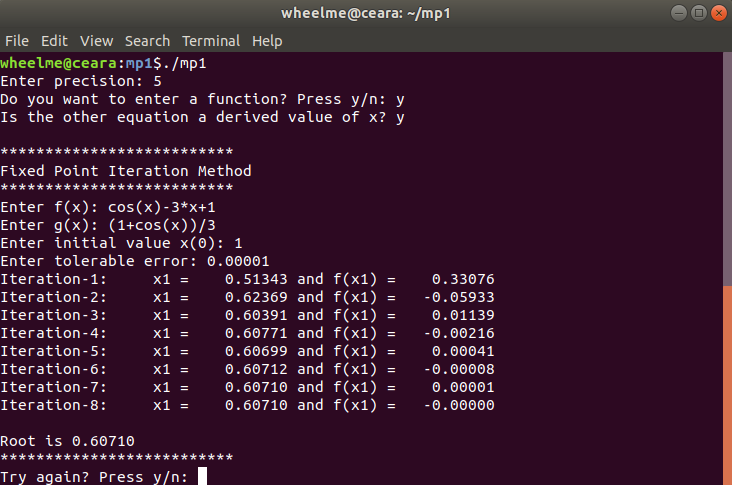 wheelme@ceara: ~/mp1
File Edit View Search Terminal Help
wheelme@ceara:mp1$./mp1
Enter precision: 5
Do you want to enter a function? Press y/n: y
Is the other equation a derived value of x? y
**************************
Fixed Point Iteration Method
**************************
Enter f(x): cos(x)-3*x+1
Enter g(x): (1+cos(x))/3
Enter initial value x(0): 1
Enter tolerable error: 0.00001
Iteration-1:     x1 =    0.51343 and f(x1) =    0.33076
Iteration-2:     x1 =    0.62369 and f(x1) =   -0.05933
Iteration-3:     x1 =    0.60391 and f(x1) =    0.01139
Iteration-4:     x1 =    0.60771 and f(x1) =   -0.00216
Iteration-5:     x1 =    0.60699 and f(x1) =    0.00041
Iteration-6:     x1 =    0.60712 and f(x1) =   -0.00008
Iteration-7:     x1 =    0.60710 and f(x1) =    0.00001
Iteration-8:     x1 =    0.60710 and f(x1) =   -0.00000
Root is 0.60710
**************************
Try again? Press y/n: